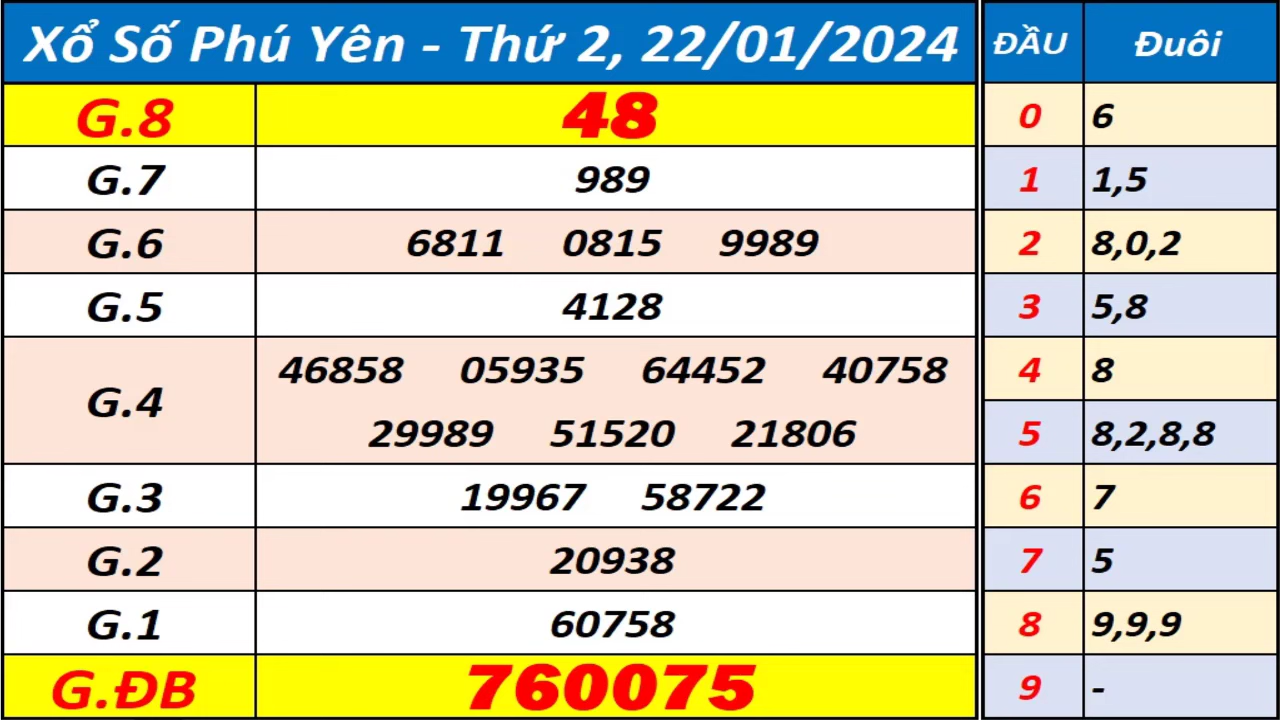 Xổ Số Phú Yên - Thứ 2, 22/01/2024 ĐẦU Đuôi
G.8 48 0 6
G.7 989 1 1,5
G.6 6811 0815 9989 2 8,0,2
G.5 4128 3 5,8
G.4 46858 05935 64452 40758 4 8
29989 51520 21806 5 8,2,8,8
G.3 19967 58722 6 7
G.2 20938 7 5
G.1 60758 8 9,9,9
G.ĐB 760075 9 -